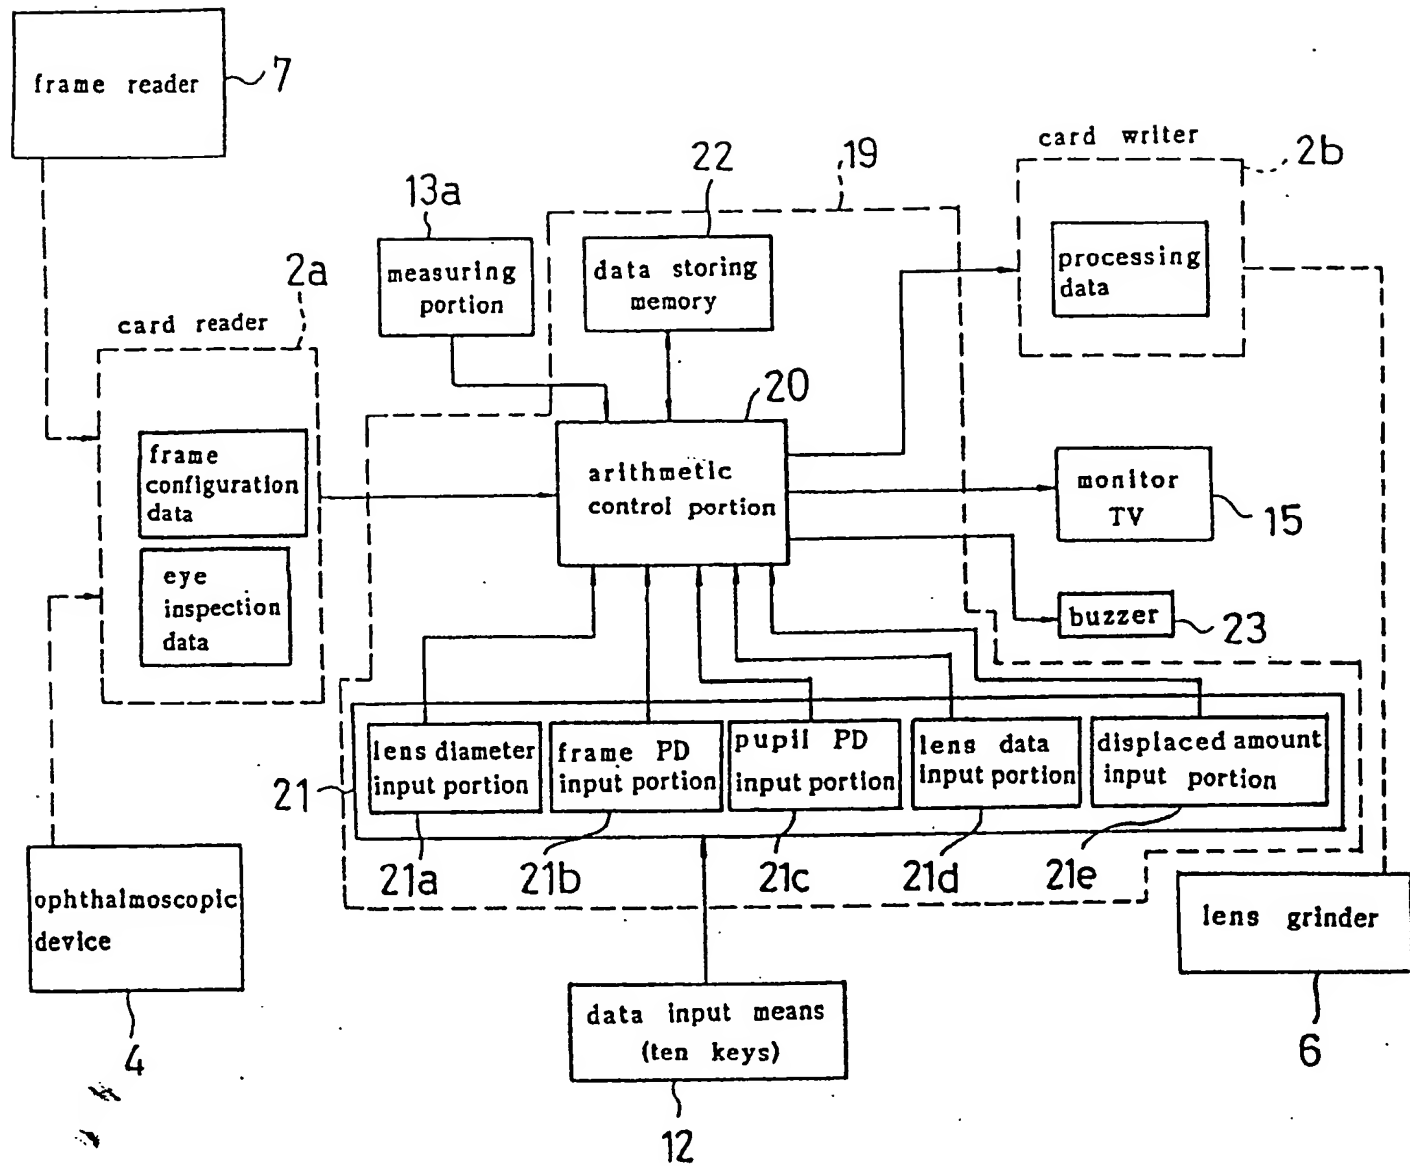 frame reader
7
card writer
2b
19
22
13a
processing
data
measuring
portion
data storing
memory
2a
card reader
20
frame
configuration
data
arithmetic
control portion
monitor
TV
15
eye
inspection
data
buzzer
23
lens diameter
input portion
frame PD
input portion
pupil PD
input portion
lens data
input portion
displaced amount
input portion
21
21a
21b
21c
21d
21e
ophthalmoscopic
device
4
lens grinder
6
data input means
(ten keys)
12